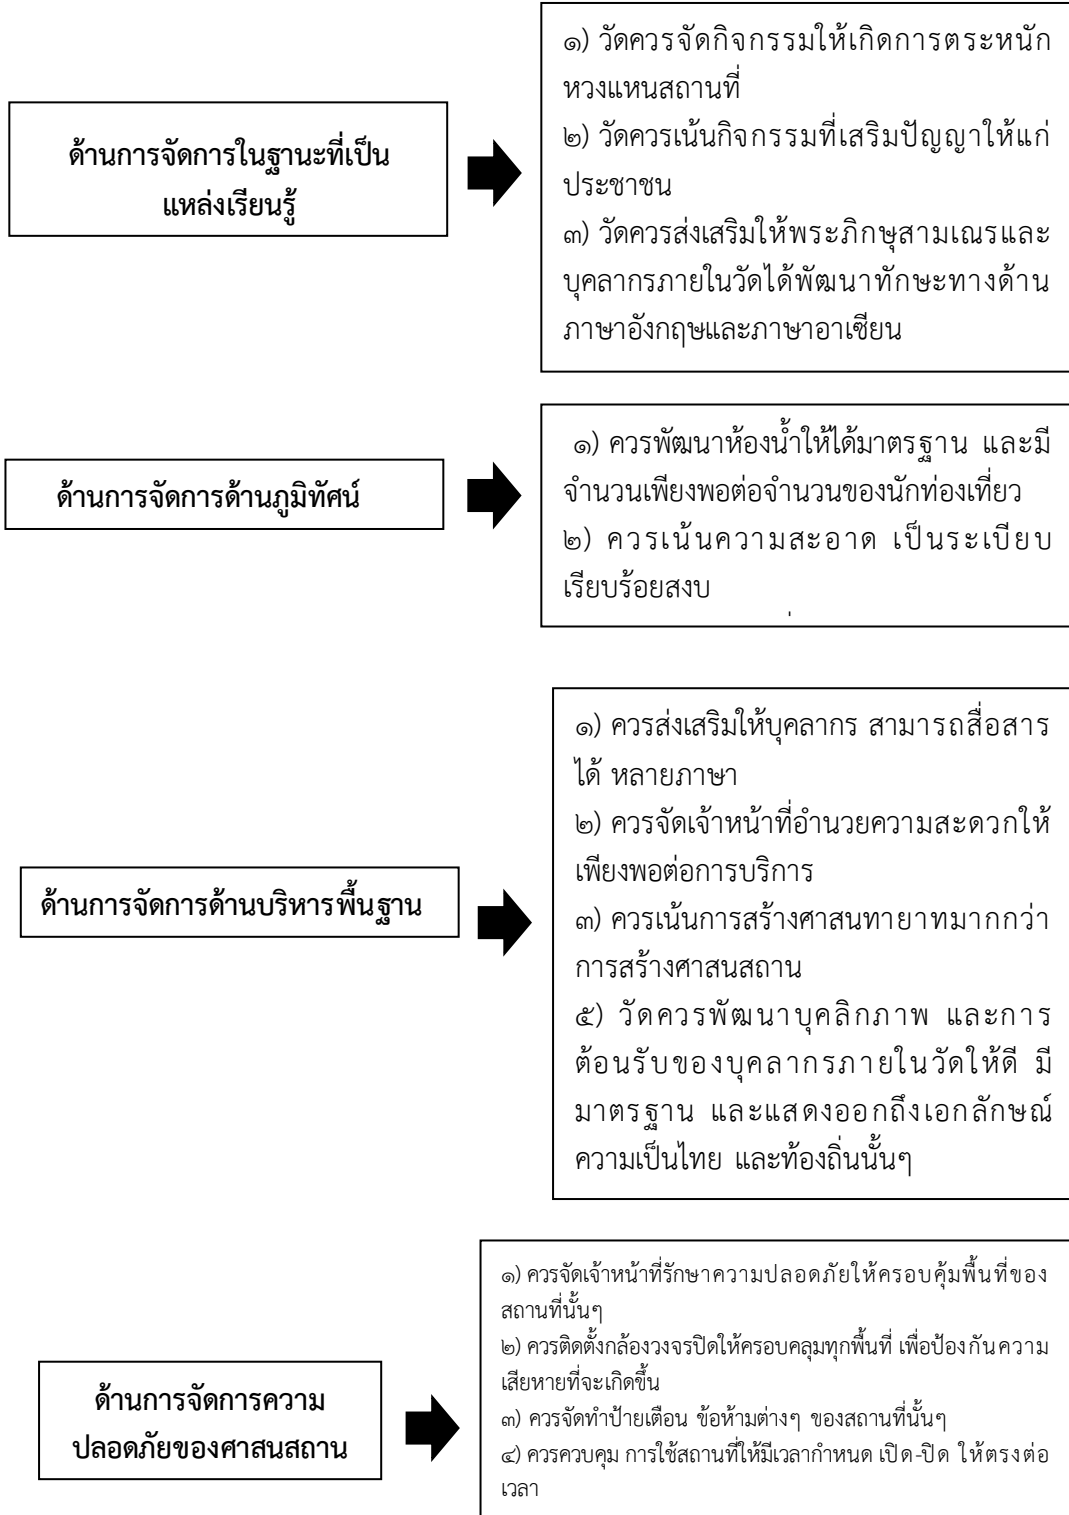 ด้านการจัดการในฐานะที่เป็น
แหล่งเรียนรู้
๑) วัดควรจัดกิจกรรมให้เกิดการตระหนัก
หวงแหนสถานที่
๒) วัดควรเน้นกิจกรรมที่เสริมปัญญาให้แก่
ประชาชน
๓) วัดควรส่งเสริมให้พระภิกษุสามเณรและ
บุคลากรภายในวัดได้พัฒนาทักษะทางด้าน
ภาษาอังกฤษและภาษาอาเซียน
ด้านการจัดการด้านภูมิทัศน์
๑) ควรพัฒนาห้องน้ำให้ได้มาตรฐาน และมี
จำนวนเพียงพอต่อจำนวนของนักท่องเที่ยว
๒) ควรเน้นความสะอาด เป็นระเบียบ
เรียบร้อยสงบ
ด้านการจัดการด้านบริหารพื้นฐาน
๑) ควรส่งเสริมให้บุคลากร สามารถสื่อสาร
ได้ หลายภาษา
๒) ควรจัดเจ้าหน้าที่อำนวยความสะดวกให้
เพียงพอต่อการบริการ
๓) ควรเน้นการสร้างศาสนทายาทมากกว่า
การสร้างศาสนสถาน
๕) วัดควรพัฒนาบุคลิกภาพ และการ
ต้อนรับของบุคลากรภายในวัดให้ดี มี
มาตรฐาน และแสดงออกถึงเอกลักษณ์
ความเป็นไทย และท้องถิ่นนั้นๆ
ด้านการจัดการความ
ปลอดภัยของศาสนสถาน
๑) ควรจัดเจ้าหน้าที่รักษาความปลอดภัยให้ครอบคุ้มพื้นที่ของ
สถานที่นั้นๆ
๒) ควรติดตั้งกล้องวงจรปิดให้ครอบคลุมทุกพื้นที่ เพื่อป้องกันความ
เสียหายที่จะเกิดขึ้น
๓) ควรจัดทำป้ายเตือน ข้อห้ามต่างๆ ของสถานที่นั้นๆ
๔) ควรควบคุม การใช้สถานที่ให้มีเวลากำหนด เปิด-ปิด ให้ตรงต่อ
เวลา